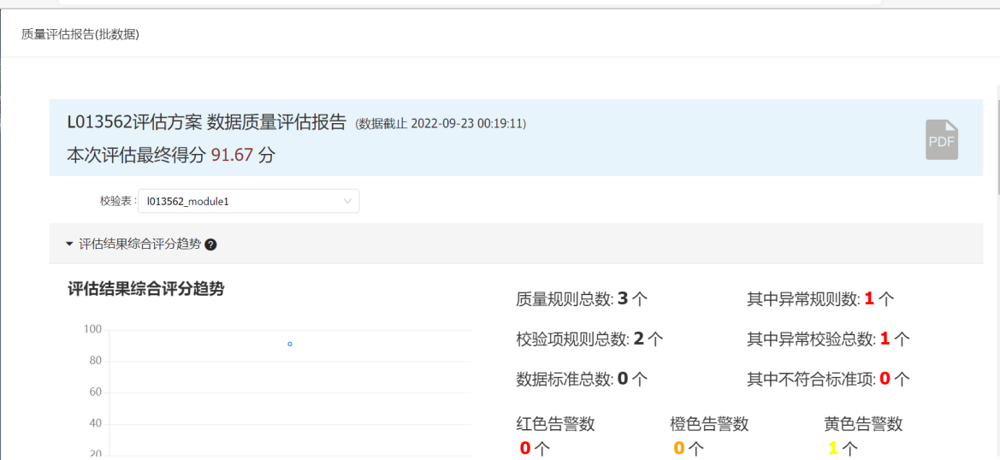 质量评估报告(批数据)
L013562评估方案 数据质量评估报告 (数据截止 2022-09-23 00:19:11)
本次评估最终得分 91.67 分
PDF
校验表: l013562_module1
评估结果综合评分趋势 ?
评估结果综合评分趋势
100
80
60
40
20
质量规则总数: 3 个 其中异常规则数: 1 个
校验项规则总数: 2 个 其中异常校验总数: 1 个
数据标准总数: 0 个 其中不符合标准项: 0 个
红色告警数 橙色告警数 黄色告警数
0 个 0 个 1 个